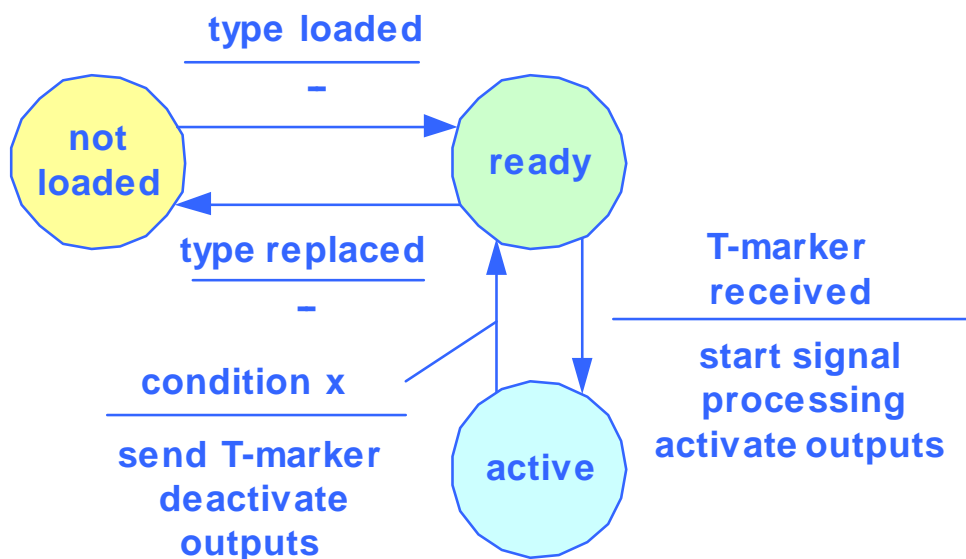 type loaded
–
not
loaded
ready
type replaced
–
T-marker
received
start signal
processing
activate outputs
condition x
send T-marker
deactivate
outputs
active